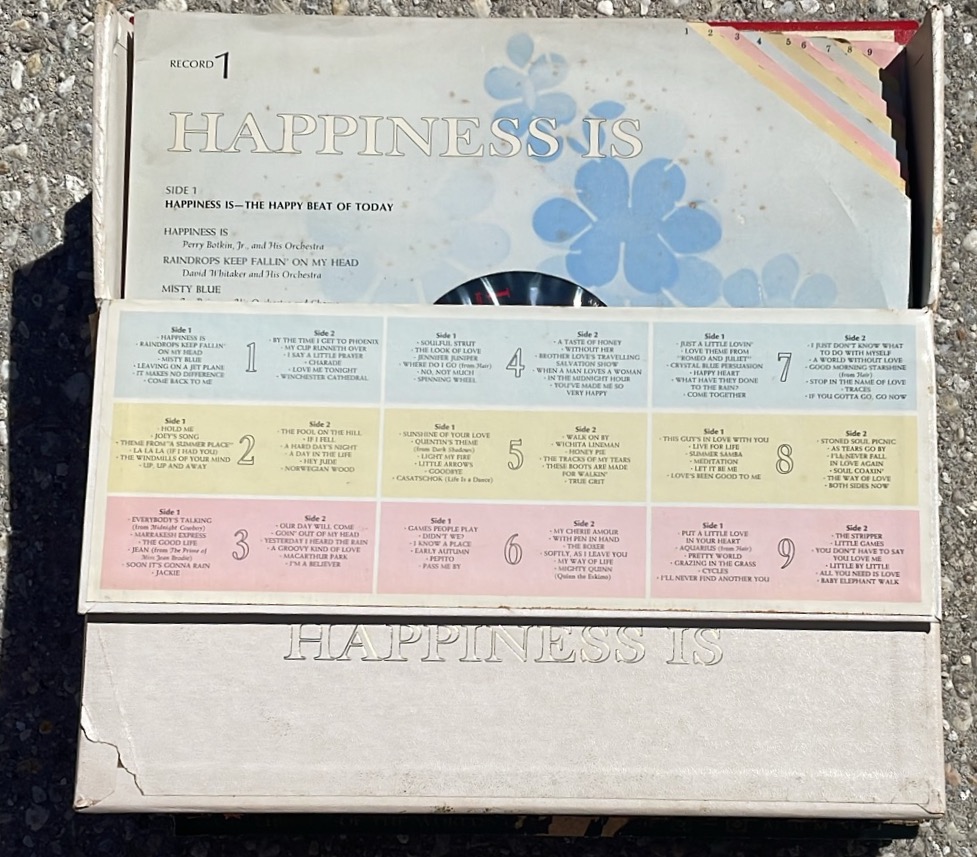 1 2 3 4 5 6 7 8 9
RECORD 1
HAPPINESS IS
SIDE 1
HAPPINESS IS—THE HAPPY BEAT OF TODAY
HAPPINESS IS
Perry Botkin, Jr., and His Orchestra
RAINDROPS KEEP FALLIN' ON MY HEAD
David Whitaker and His Orchestra
MISTY BLUE
Side 1
· HAPPINESS IS
· RAINDROPS KEEP FALLIN'
ON MY HEAD
· MISTY BLUE
· LEAVING ON A JET PLANE
· IT MAKES NO DIFFERENCE
· COME BACK TO ME
1
Side 2
· BY THE TIME I GET TO PHOENIX
· MY CUP RUNNETH OVER
· I SAY A LITTLE PRAYER
· CHARADE
· LOVE ME TONIGHT
· WINCHESTER CATHEDRAL
Side 1
· SOULFUL STRUT
· THE LOOK OF LOVE
· JENNIFER JUNIPER
· WHERE DO I GO (from Hair)
· NO, NOT MUCH
· SPINNING WHEEL
4
Side 2
· A TASTE OF HONEY
· WITHOUT HER
· BROTHER LOVE'S TRAVELLING
SALVATION SHOW
· WHEN A MAN LOVES A WOMAN
· IN THE MIDNIGHT HOUR
· YOU'VE MADE ME SO
VERY HAPPY
Side 1
· JUST A LITTLE LOVIN'
· LOVE THEME FROM
"ROMEO AND JULIET"
· CRYSTAL BLUE PERSUASION
· HAPPY HEART
· WHAT HAVE THEY DONE
TO THE RAIN?
· COME TOGETHER
7
Side 2
· I JUST DON'T KNOW WHAT
TO DO WITH MYSELF
· A WORLD WITHOUT LOVE
· GOOD MORNING STARSHINE
(from Hair)
· STOP IN THE NAME OF LOVE
· TRACES
· IF YOU GOTTA GO, GO NOW
Side 1
· HOLD ME
· JOEY'S SONG
· THEME FROM "A SUMMER PLACE"
· LA LA LA (IF I HAD YOU)
· THE WINDMILLS OF YOUR MIND
· UP, UP AND AWAY
2
Side 2
· THE FOOL ON THE HILL
· IF I FELL
· A HARD DAY'S NIGHT
· A DAY IN THE LIFE
· HEY JUDE
· NORWEGIAN WOOD
Side 1
· SUNSHINE OF YOUR LOVE
· QUENTIN'S THEME
(from Dark Shadows)
· LIGHT MY FIRE
· LITTLE ARROWS
· GOODBYE
· CASATSCHOK (Life Is a Dance)
5
Side 2
· WALK ON BY
· WICHITA LINEMAN
· HONEY PIE
· THE TRACKS OF MY TEARS
· THESE BOOTS ARE MADE
FOR WALKIN'
· TRUE GRIT
Side 1
· THIS GUY'S IN LOVE WITH YOU
· LIVE FOR LIFE
· SUMMER SAMBA
· MEDITATION
· LET IT BE ME
· LOVE'S BEEN GOOD TO ME
8
Side 2
· STONED SOUL PICNIC
· AS TEARS GO BY
· I'LL NEVER FALL
IN LOVE AGAIN
· SOUL COAXIN'
· THE WAY OF LOVE
· BOTH SIDES NOW
Side 1
· EVERYBODY'S TALKING
(from Midnight Cowboy)
· MARRAKESH EXPRESS
· THE GOOD LIFE
· JEAN (from The Prime of
Miss Jean Brodie)
· SOON IT'S GONNA RAIN
· JACKIE
3
Side 2
· OUR DAY WILL COME
· GOIN' OUT OF MY HEAD
· YESTERDAY I HEARD THE RAIN
· A GROOVY KIND OF LOVE
· MACARTHUR PARK
· I'M A BELIEVER
Side 1
· GAMES PEOPLE PLAY
· DIDN'T WE?
· I KNOW A PLACE
· EARLY AUTUMN
· PEPITO
· PASS ME BY
6
Side 2
· MY CHERIE AMOUR
· WITH PEN IN HAND
· THE BOXER
· SOFTLY, AS I LEAVE YOU
· MY WAY OF LIFE
· MIGHTY QUINN
(Quinn the Eskimo)
Side 1
· PUT A LITTLE LOVE
IN YOUR HEART
· AQUARIUS (from Hair)
· PRETTY WORLD
· GRAZING IN THE GRASS
· CYCLES
· I'LL NEVER FIND ANOTHER YOU
9
Side 2
· THE STRIPPER
· LITTLE GAMES
· YOU DON'T HAVE TO SAY
YOU LOVE ME
· LITTLE BY LITTLE
· ALL YOU NEED IS LOVE
· BABY ELEPHANT WALK
HAPPINESS IS